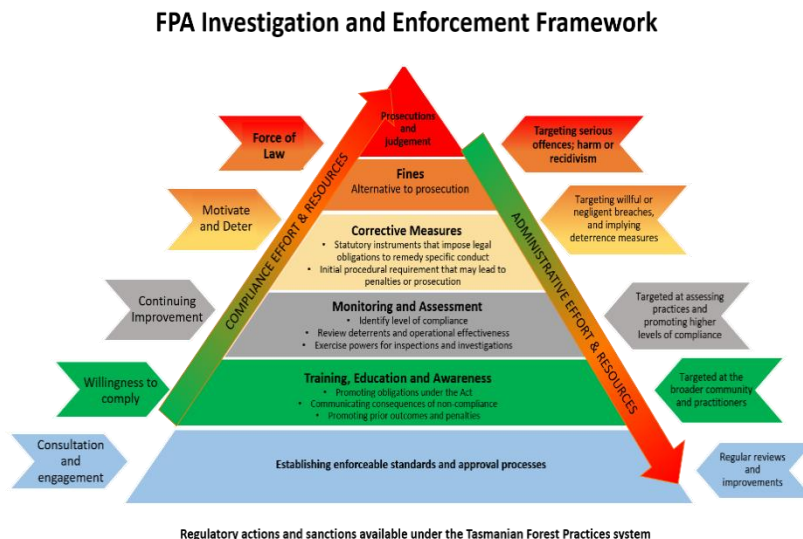 FPA Investigation and Enforcement Framework
Prosecutions
and
Judgement
Force of
Law
Targeting serious
offences; harm or
recidivism
Fines
Alternative to prosecution
Motivate
and Deter
Targeting willful or
negligent breaches,
and implying
deterrence measures
COMPLIANCE EFFORT & RESOURCES
ADMINISTRATIVE EFFORT & RESOURCES
Corrective Measures
• Statutory instruments that impose legal
obligations to remedy specific conduct
• Initial procedural requirement that may lead to
penalties or prosecution
Continuing
Improvement
Monitoring and Assessment
• Identify level of compliance
• Review deterrents and operational effectiveness
• Exercise powers for inspections and investigations
Targeted at assessing
practices and
promoting higher
levels of compliance
Willingness to
comply
Training, Education and Awareness
• Promoting obligations under the Act
• Communicating consequences of non-compliance
• Promoting prior outcomes and penalties
Targeted at the
broader community
and practitioners
Consultation
and
engagement
Establishing enforceable standards and approval processes
Regular reviews
and
improvements
Regulatory actions and sanctions available under the Tasmanian Forest Practices system